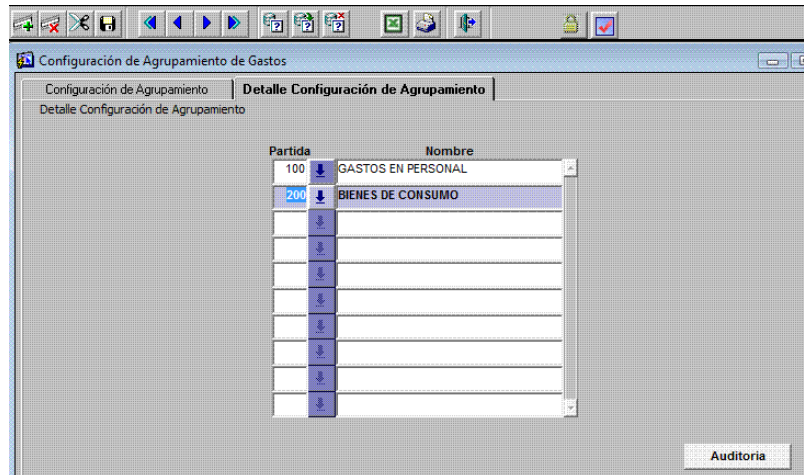 Configuración de Agrupamiento de Gastos
Configuración de Agrupamiento Detalle Configuración de Agrupamiento
Detalle Configuración de Agrupamiento
Partida Nombre
100 GASTOS EN PERSONAL
200 BIENES DE CONSUMO
Auditoria